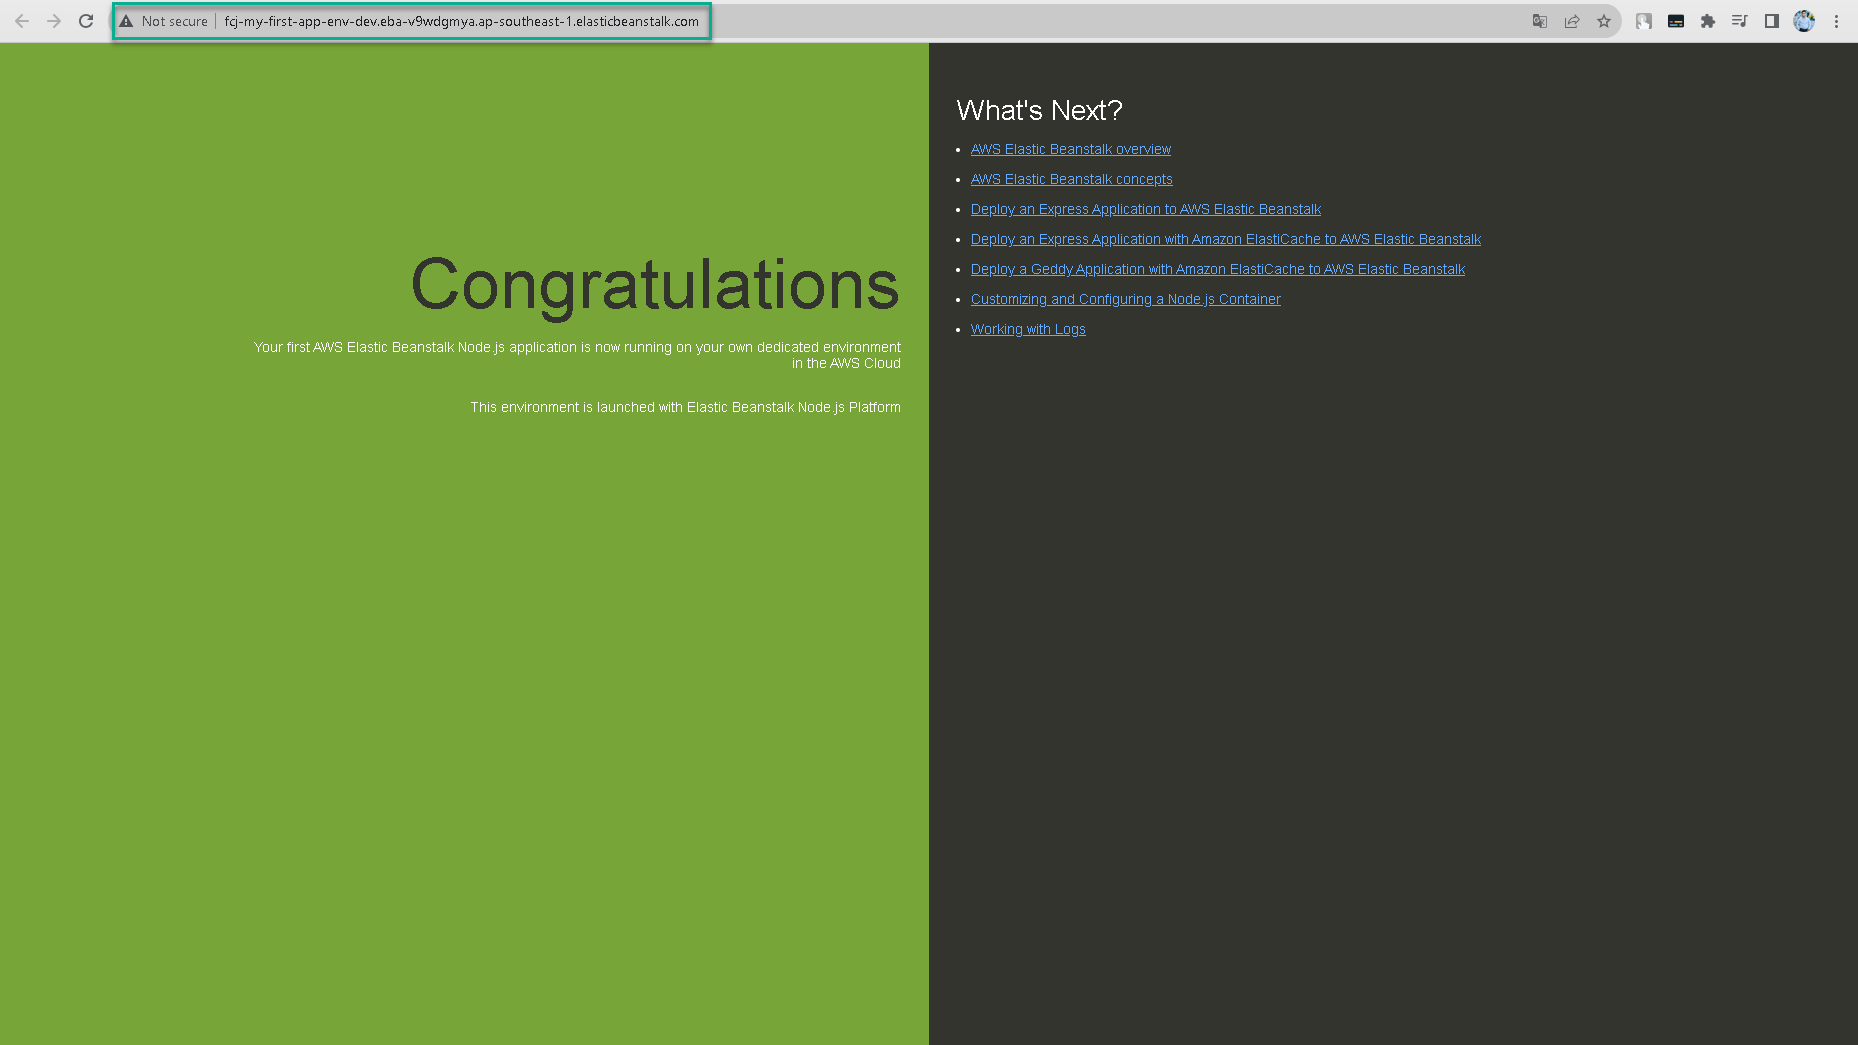 Not secure | fcj-my-first-app-env-dev.eba-v9wdgmya.ap-southeast-1.elasticbeanstalk.com
Congratulations
Your first AWS Elastic Beanstalk Node.js application is now running on your own dedicated environment
in the AWS Cloud
This environment is launched with Elastic Beanstalk Node.js Platform
What's Next?
• AWS Elastic Beanstalk overview
• AWS Elastic Beanstalk concepts
• Deploy an Express Application to AWS Elastic Beanstalk
• Deploy an Express Application with Amazon ElastiCache to AWS Elastic Beanstalk
• Deploy a Geddy Application with Amazon ElastiCache to AWS Elastic Beanstalk
• Customizing and Configuring a Node.js Container
• Working with Logs